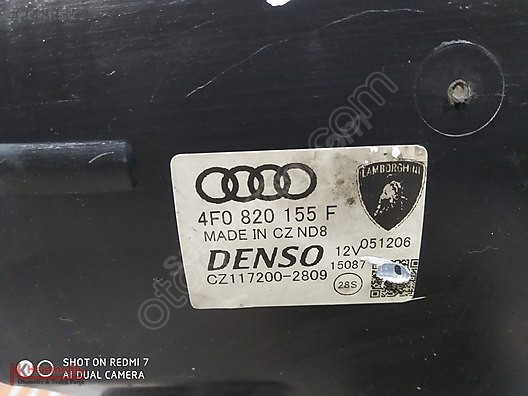 LAMBORGHINI
4F0 820 155 F
MADE IN CZ ND8
051206
DENSO 12V
15087
CZ117200-2809
28S
SHOT ON REDMI 7
AI DUAL CAMERA